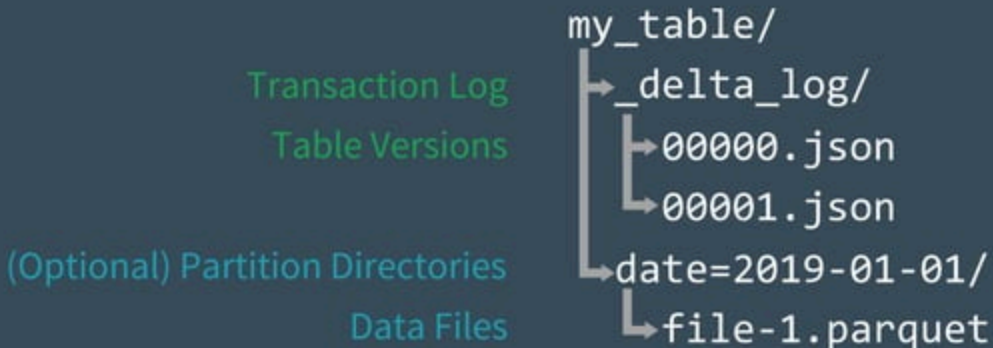 my_table/
Transaction Log _delta_log/
Table Versions 00000.json
00001.json
(Optional) Partition Directories date=2019-01-01/
Data Files file-1.parquet